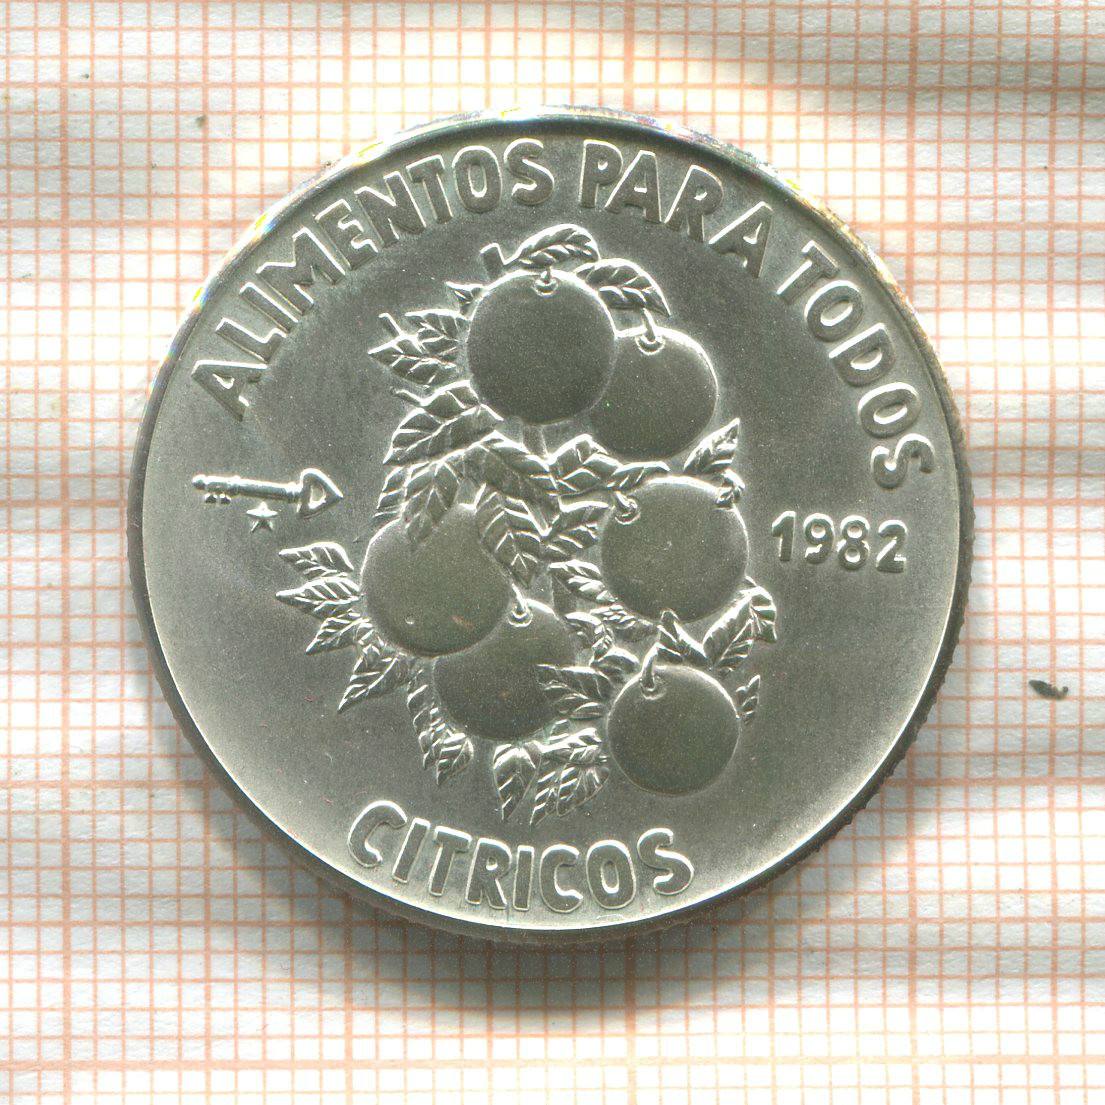 ALIMENTOS PARA TODOS
1982
CITRICOS